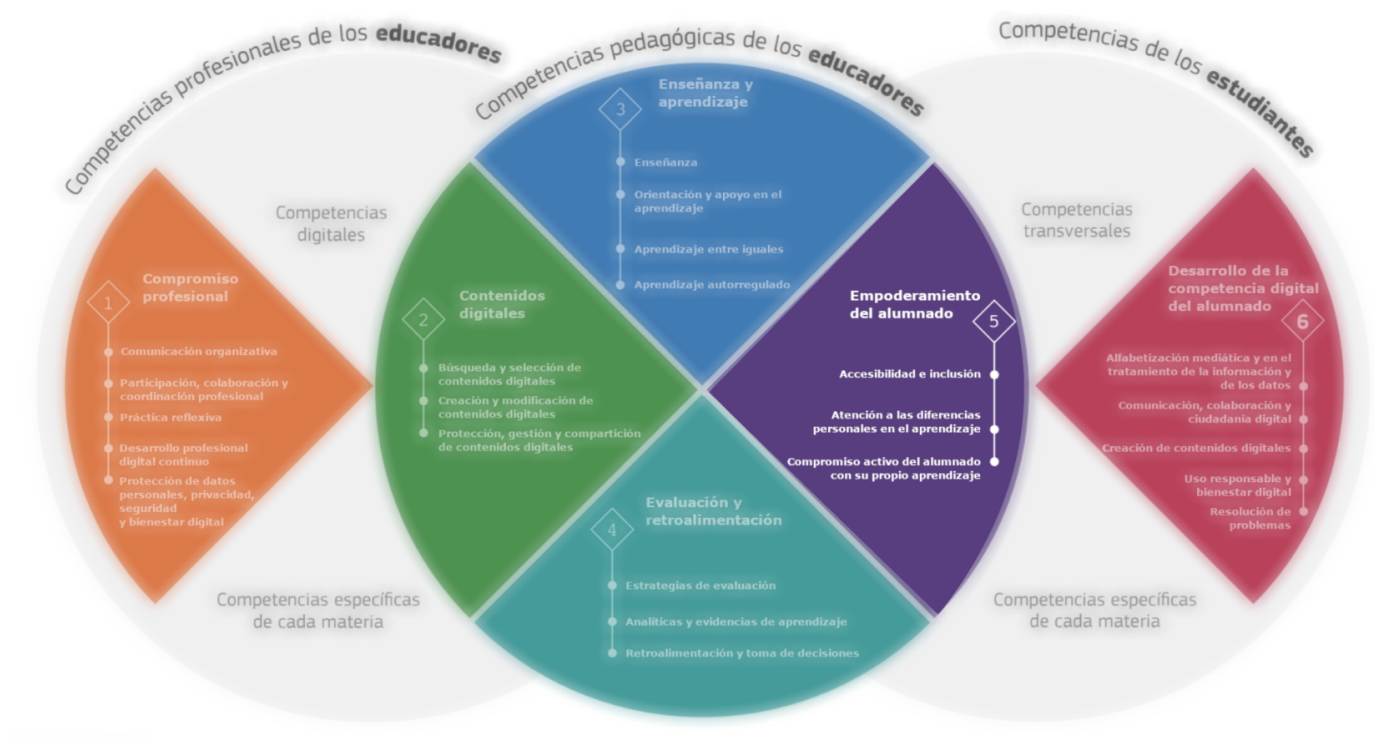 Competencias profesionales de los educadores
Competencias pedagógicas de los educadores
Competencias de los estudiantes
Competencias
digitales
Competencias específicas
de cada materia
1
Compromiso
profesional
Comunicación organizativa
Participación, colaboración y
coordinación profesional
Práctica reflexiva
Desarrollo profesional
digital continuo
Protección de datos
personales, privacidad,
seguridad
y bienestar digital
2
Contenidos
digitales
Búsqueda y selección de
contenidos digitales
Creación y modificación de
contenidos digitales
Protección, gestión y compartición
de contenidos digitales
3
Enseñanza y
aprendizaje
Enseñanza
Orientación y apoyo en el
aprendizaje
Aprendizaje entre iguales
Aprendizaje autorregulado
4
Evaluación y
retroalimentación
Estrategias de evaluación
Analíticas y evidencias de aprendizaje
Retroalimentación y toma de decisiones
Empoderamiento
del alumnado
5
Accesibilidad e inclusión
Atención a las diferencias
personales en el aprendizaje
Compromiso activo del alumnado
con su propio aprendizaje
Competencias
transversales
Competencias específicas
de cada materia
Desarrollo de la
competencia digital
del alumnado
6
Alfabetización mediática y en el
tratamiento de la información y
de los datos
Comunicación, colaboración y
ciudadanía digital
Creación de contenidos digitales
Uso responsable y
bienestar digital
Resolución de
problemas